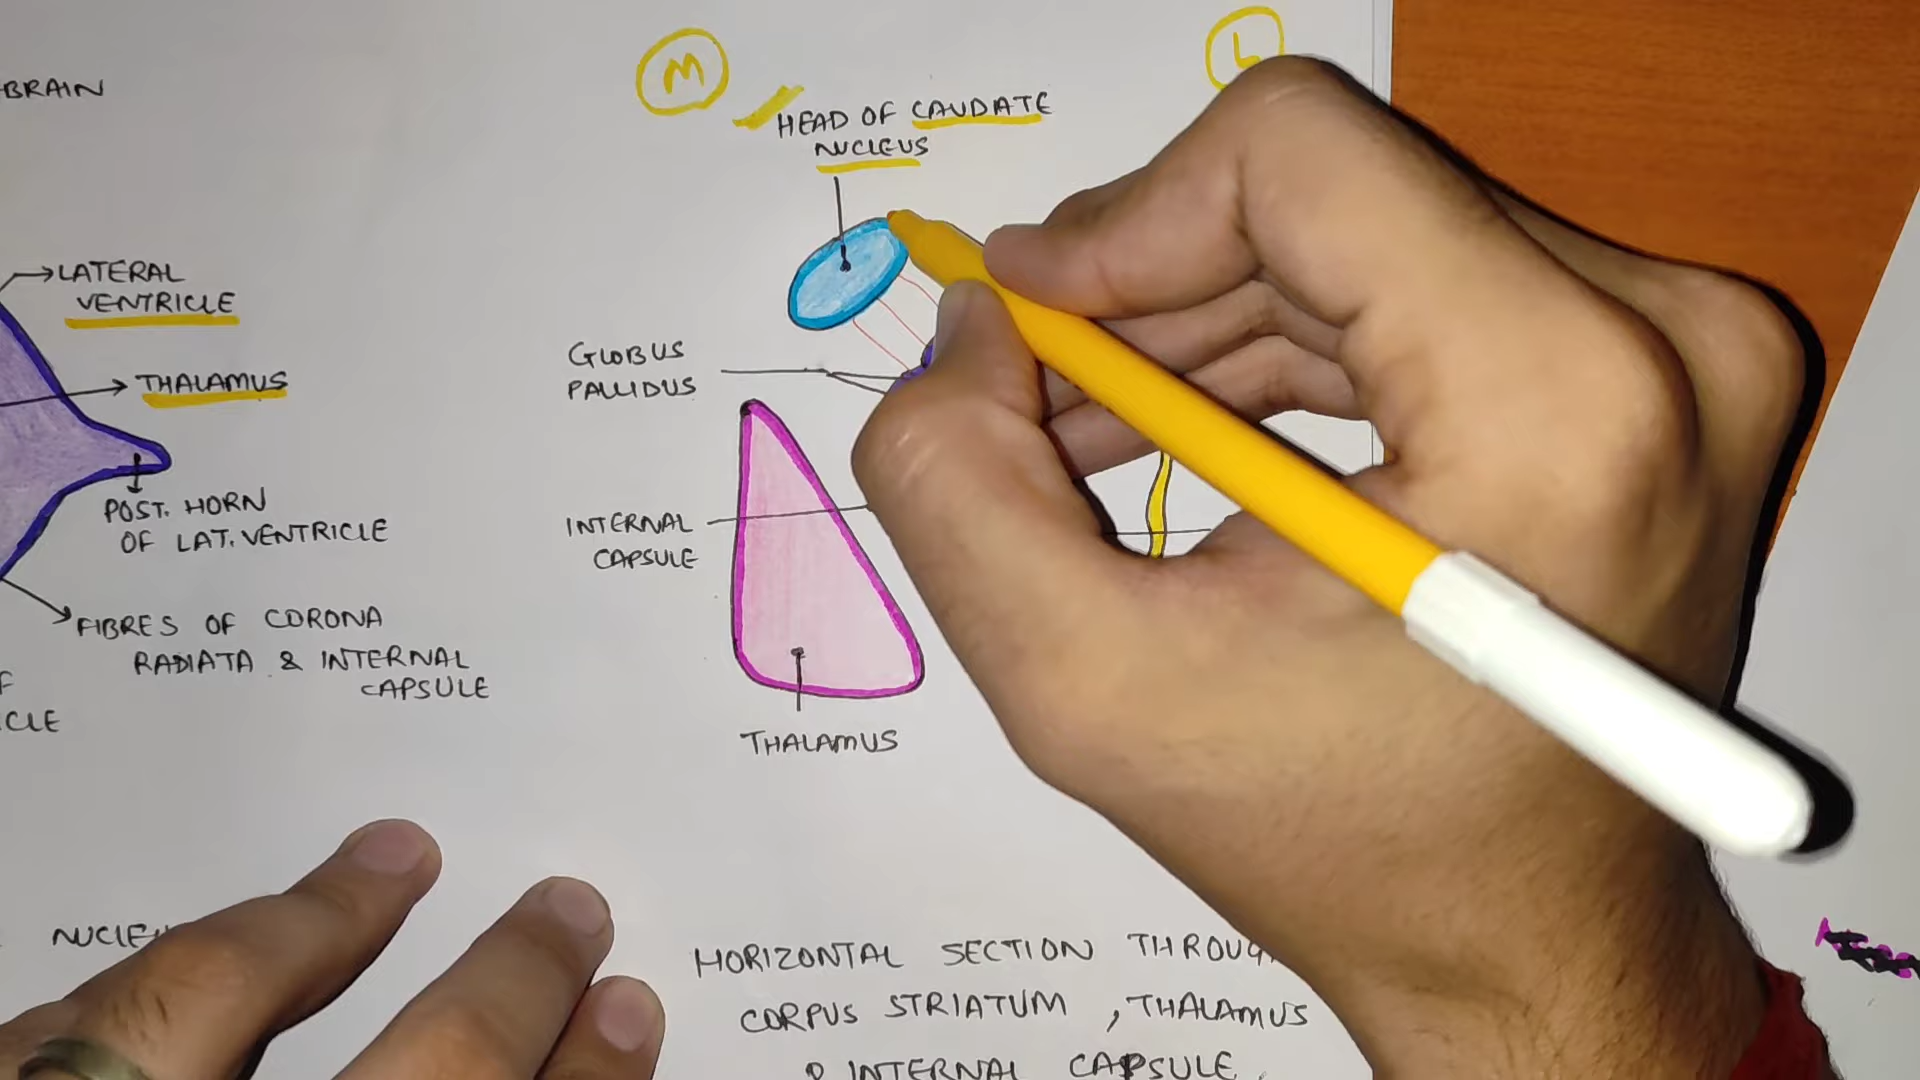 BRAIN
LATERAL
VENTRICLE
THALAMUS
POST. HORN
OF LAT. VENTRICLE
FIBRES OF CORONA
RADIATA & INTERNAL
CAPSULE
M
L
HEAD OF CAUDATE
NUCLEUS
GLOBUS
PALLIDUS
INTERNAL
CAPSULE
THALAMUS
HORIZONTAL SECTION
CORPUS STRIATUM, THALAMUS
INTERNAL CAPSULE.